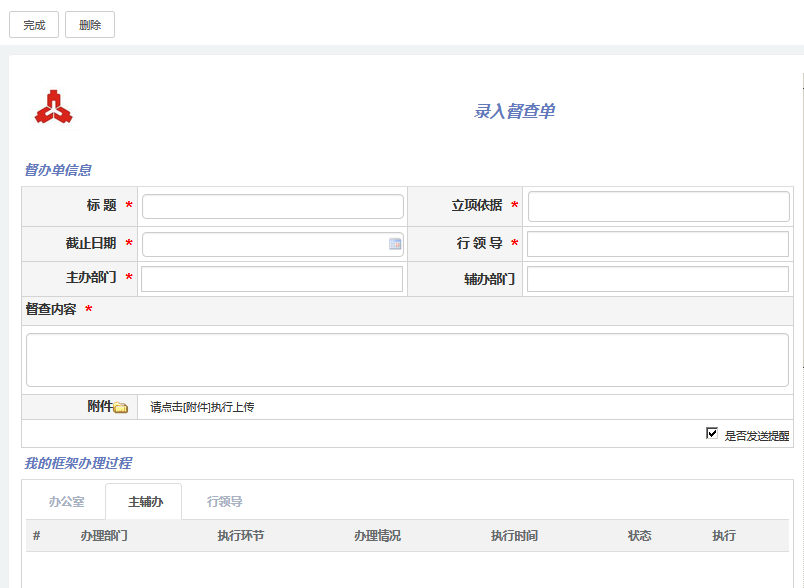 完成 删除
录入督查单
督办单信息
标 题 * 立项依据 *
截止日期 * 行 领 导 *
主办部门 * 辅办部门
督查内容 *
附件 请点击[附件]执行上传
是否发送提醒
我的框架办理过程
办公室 主辅办 行领导
# 办理部门 执行环节 办理情况 执行时间 状态 执行